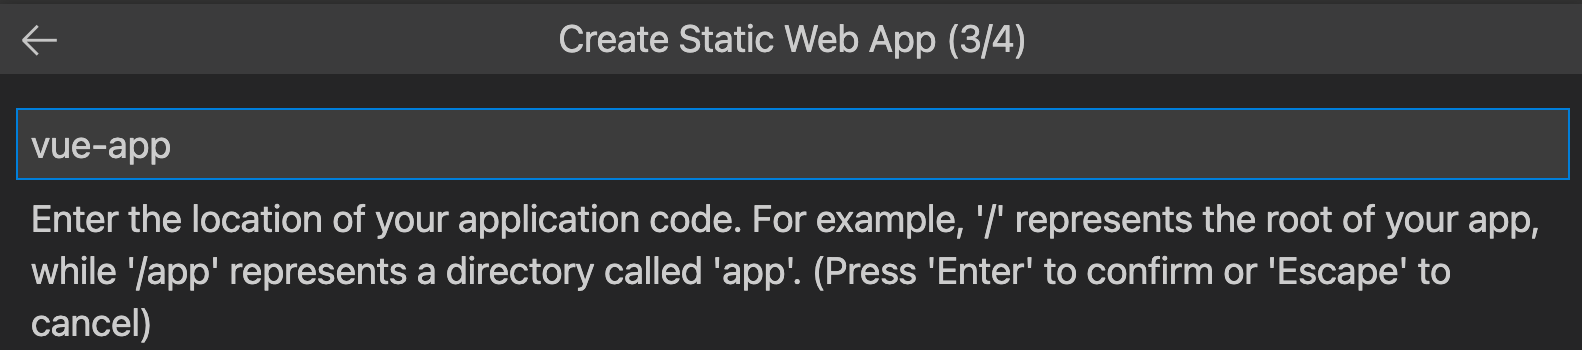 Create Static Web App (3/4)
vue-app
Enter the location of your application code. For example, '/' represents the root of your app,
while '/app' represents a directory called 'app'. (Press 'Enter' to confirm or 'Escape' to
cancel)